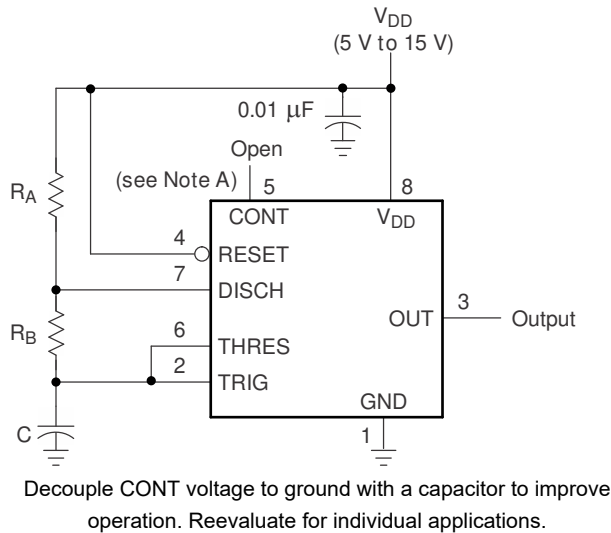 VDD
(5 V to 15 V)
0.01 μF
Open
(see Note A)
5
8
RA
CONT
VDD
4
RESET
7
DISCH
3
OUT
Output
RB
6
THRES
2
TRIG
GND
C
1
Decouple CONT voltage to ground with a capacitor to improve
operation. Reevaluate for individual applications.